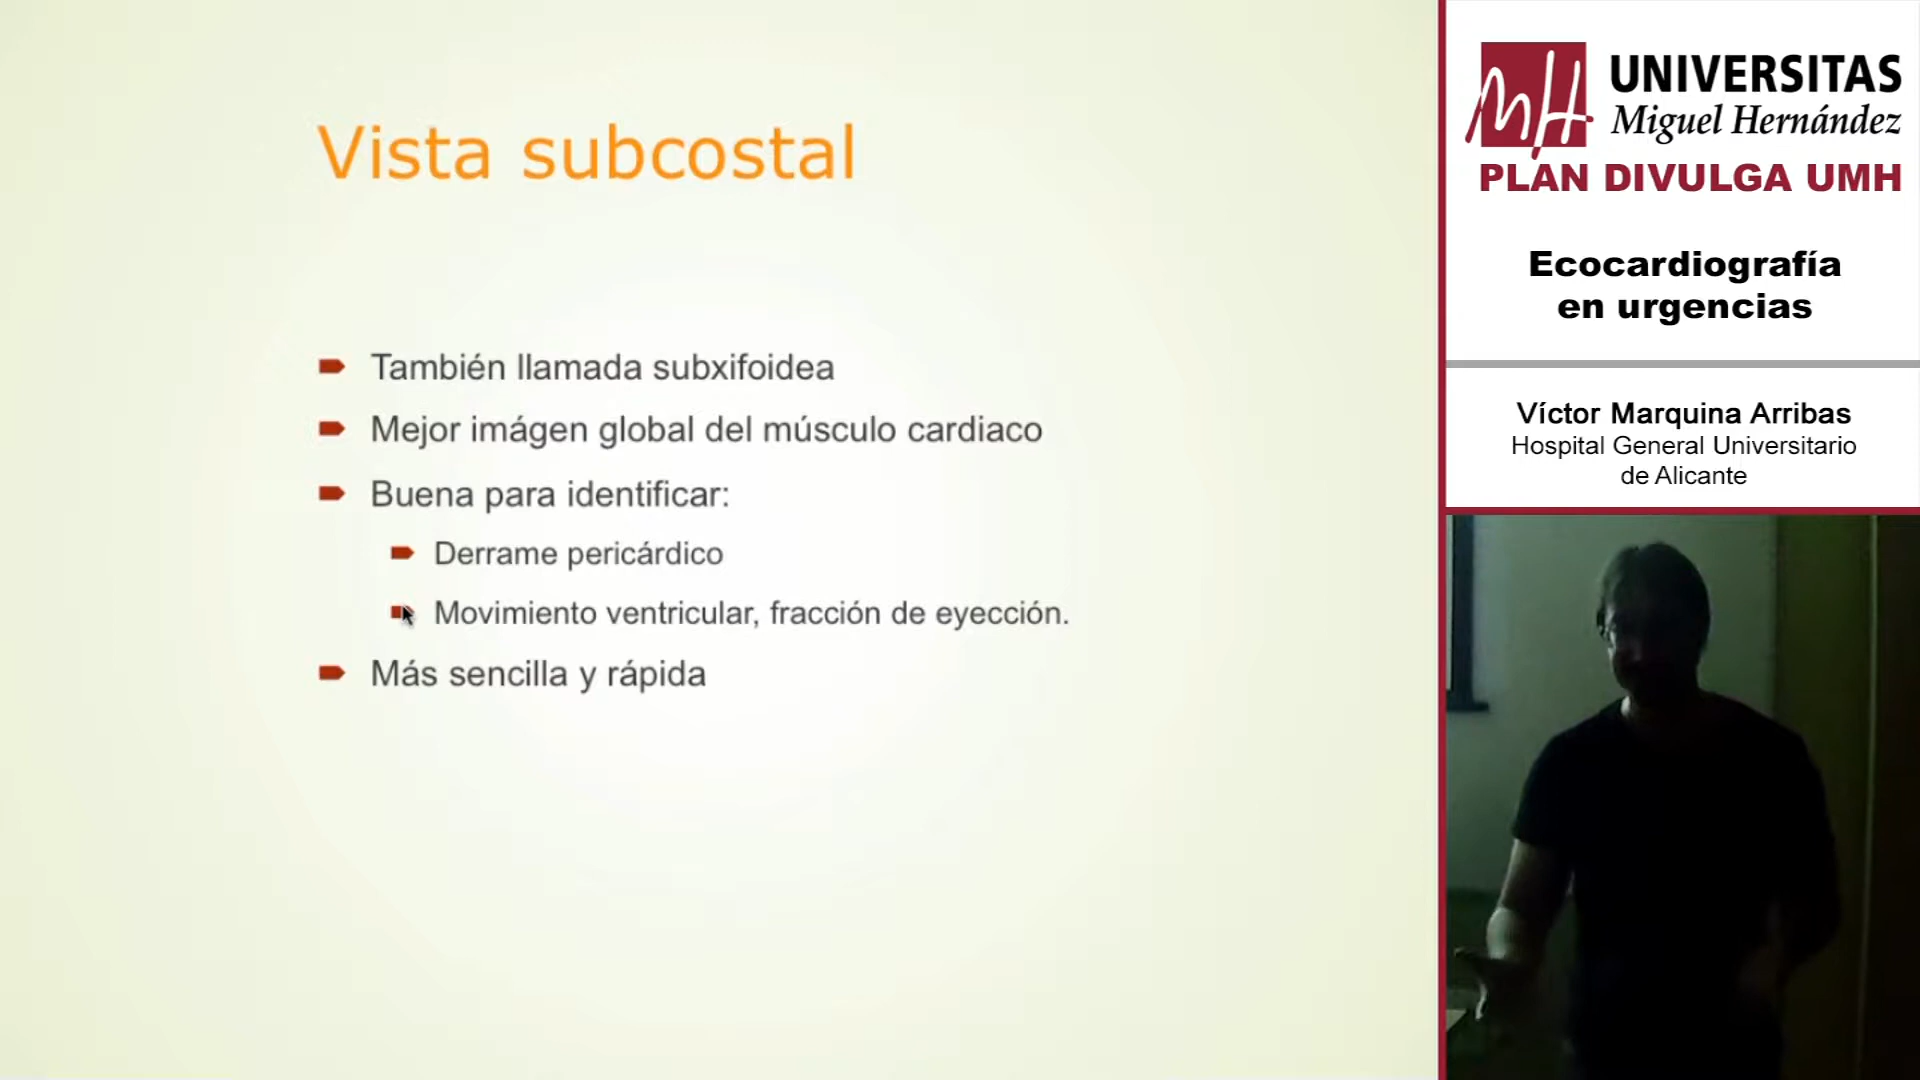 Vista subcostal
También llamada subxifoidea
Mejor imágen global del músculo cardiaco
Buena para identificar:
Derrame pericárdico
Movimiento ventricular, fracción de eyección.
Más sencilla y rápida
UNIVERSITAS
Miguel Hernández
PLAN DIVULGA UMH
Ecocardiografía
en urgencias
Víctor Marquina Arribas
Hospital General Universitario
de Alicante